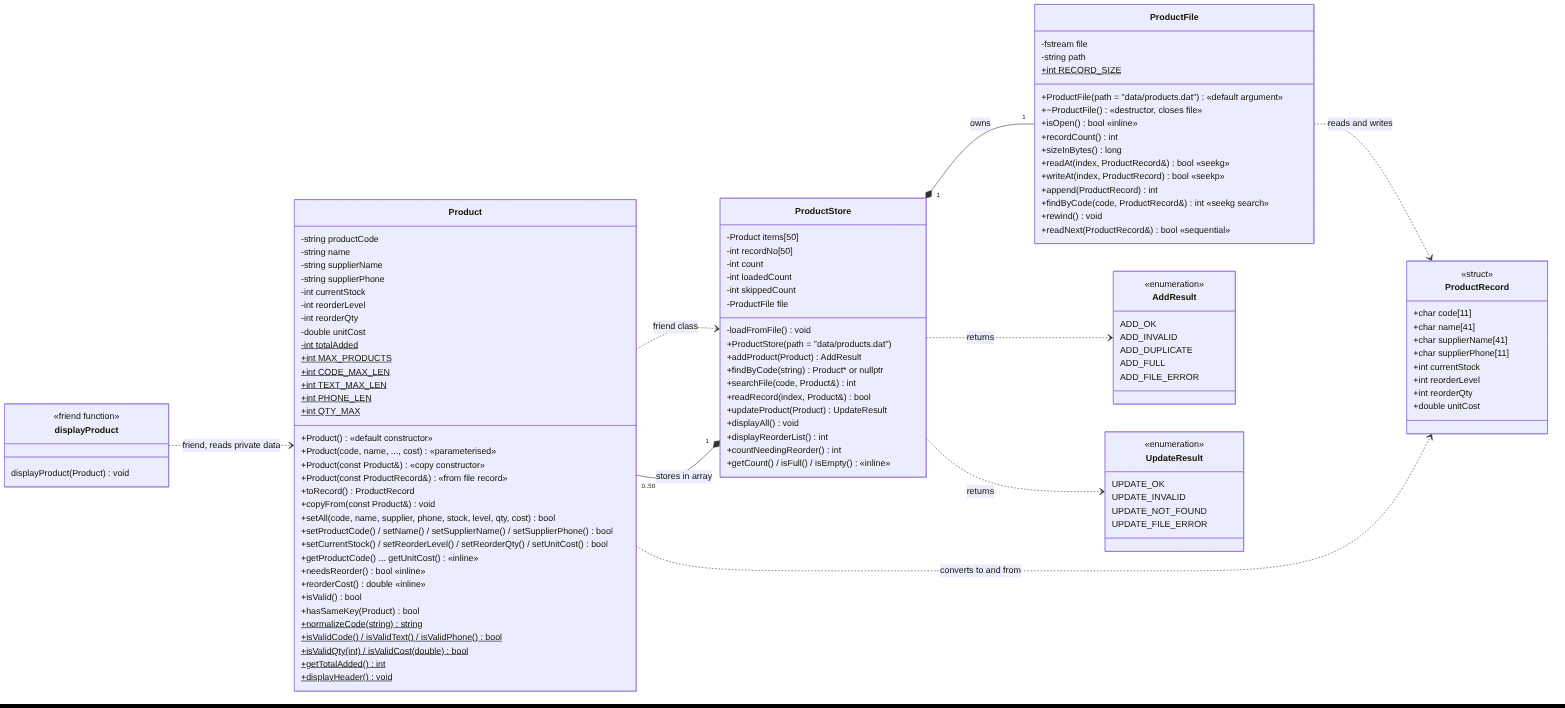 «friend function»
displayProduct
displayProduct(Product) : void
friend, reads private data
Product
-string productCode
-string name
-string supplierName
-string supplierPhone
-int currentStock
-int reorderLevel
-int reorderQty
-double unitCost
-int totalAdded
+int MAX_PRODUCTS
+int CODE_MAX_LEN
+int TEXT_MAX_LEN
+int PHONE_LEN
+int QTY_MAX
+Product() : «default constructor»
+Product(code, name, ..., cost) : «parameterised»
+Product(const Product&) : «copy constructor»
+Product(const ProductRecord&) : «from file record»
+toRecord() : ProductRecord
+copyFrom(const Product&) : void
+setAll(code, name, supplier, phone, stock, level, qty, cost) : bool
+setProductCode() / setName() / setSupplierName() / setSupplierPhone() : bool
+setCurrentStock() / setReorderLevel() / setReorderQty() / setUnitCost() : bool
+getProductCode() ... getUnitCost() : «inline»
+needsReorder() : bool «inline»
+reorderCost() : double «inline»
+isValid() : bool
+hasSameKey(Product) : bool
+normalizeCode(string) : string
+isValidCode() / isValidText() / isValidPhone() : bool
+isValidQty(int) / isValidCost(double) : bool
+getTotalAdded() : int
+displayHeader() : void
friend class
1
stores in array
0..50
ProductStore
-Product items[50]
-int recordNo[50]
-int count
-int loadedCount
-int skippedCount
-ProductFile file
-loadFromFile() : void
+ProductStore(path = "data/products.dat")
+addProduct(Product) : AddResult
+findByCode(string) : Product* or nullptr
+searchFile(code, Product&) : int
+readRecord(index, Product&) : bool
+updateProduct(Product) : UpdateResult
+displayAll() : void
+displayReorderList() : int
+countNeedingReorder() : int
+getCount() / isFull() / isEmpty() : «inline»
owns
1
1
returns
returns
converts to and from
ProductFile
-fstream file
-string path
+int RECORD_SIZE
+ProductFile(path = "data/products.dat") : «default argument»
+~ProductFile() : «destructor, closes file»
+isOpen() : bool «inline»
+recordCount() : int
+sizeInBytes() : long
+readAt(index, ProductRecord&) : bool «seekg»
+writeAt(index, ProductRecord) : bool «seekp»
+append(ProductRecord) : int
+findByCode(code, ProductRecord&) : int «seekg search»
+rewind() : void
+readNext(ProductRecord&) : bool «sequential»
«enumeration»
AddResult
ADD_OK
ADD_INVALID
ADD_DUPLICATE
ADD_FULL
ADD_FILE_ERROR
«enumeration»
UpdateResult
UPDATE_OK
UPDATE_INVALID
UPDATE_NOT_FOUND
UPDATE_FILE_ERROR
reads and writes
«struct»
ProductRecord
+char code[11]
+char name[41]
+char supplierName[41]
+char supplierPhone[11]
+int currentStock
+int reorderLevel
+int reorderQty
+double unitCost